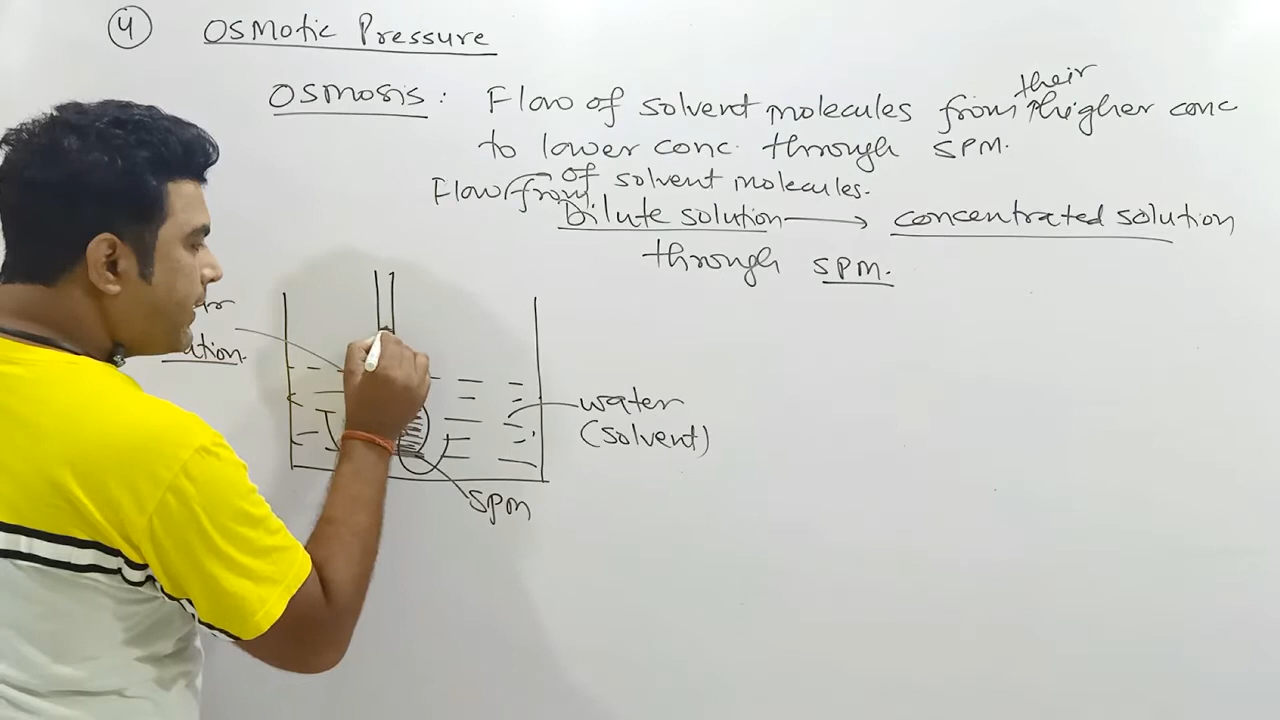 4 Osmotic Pressure
Osmosis: Flow of solvent molecules from their higher conc
to lower conc. through SPM.
Flow from of solvent molecules.
Dilute solution → concentrated solution
through SPM.
water
(solvent)
SPM